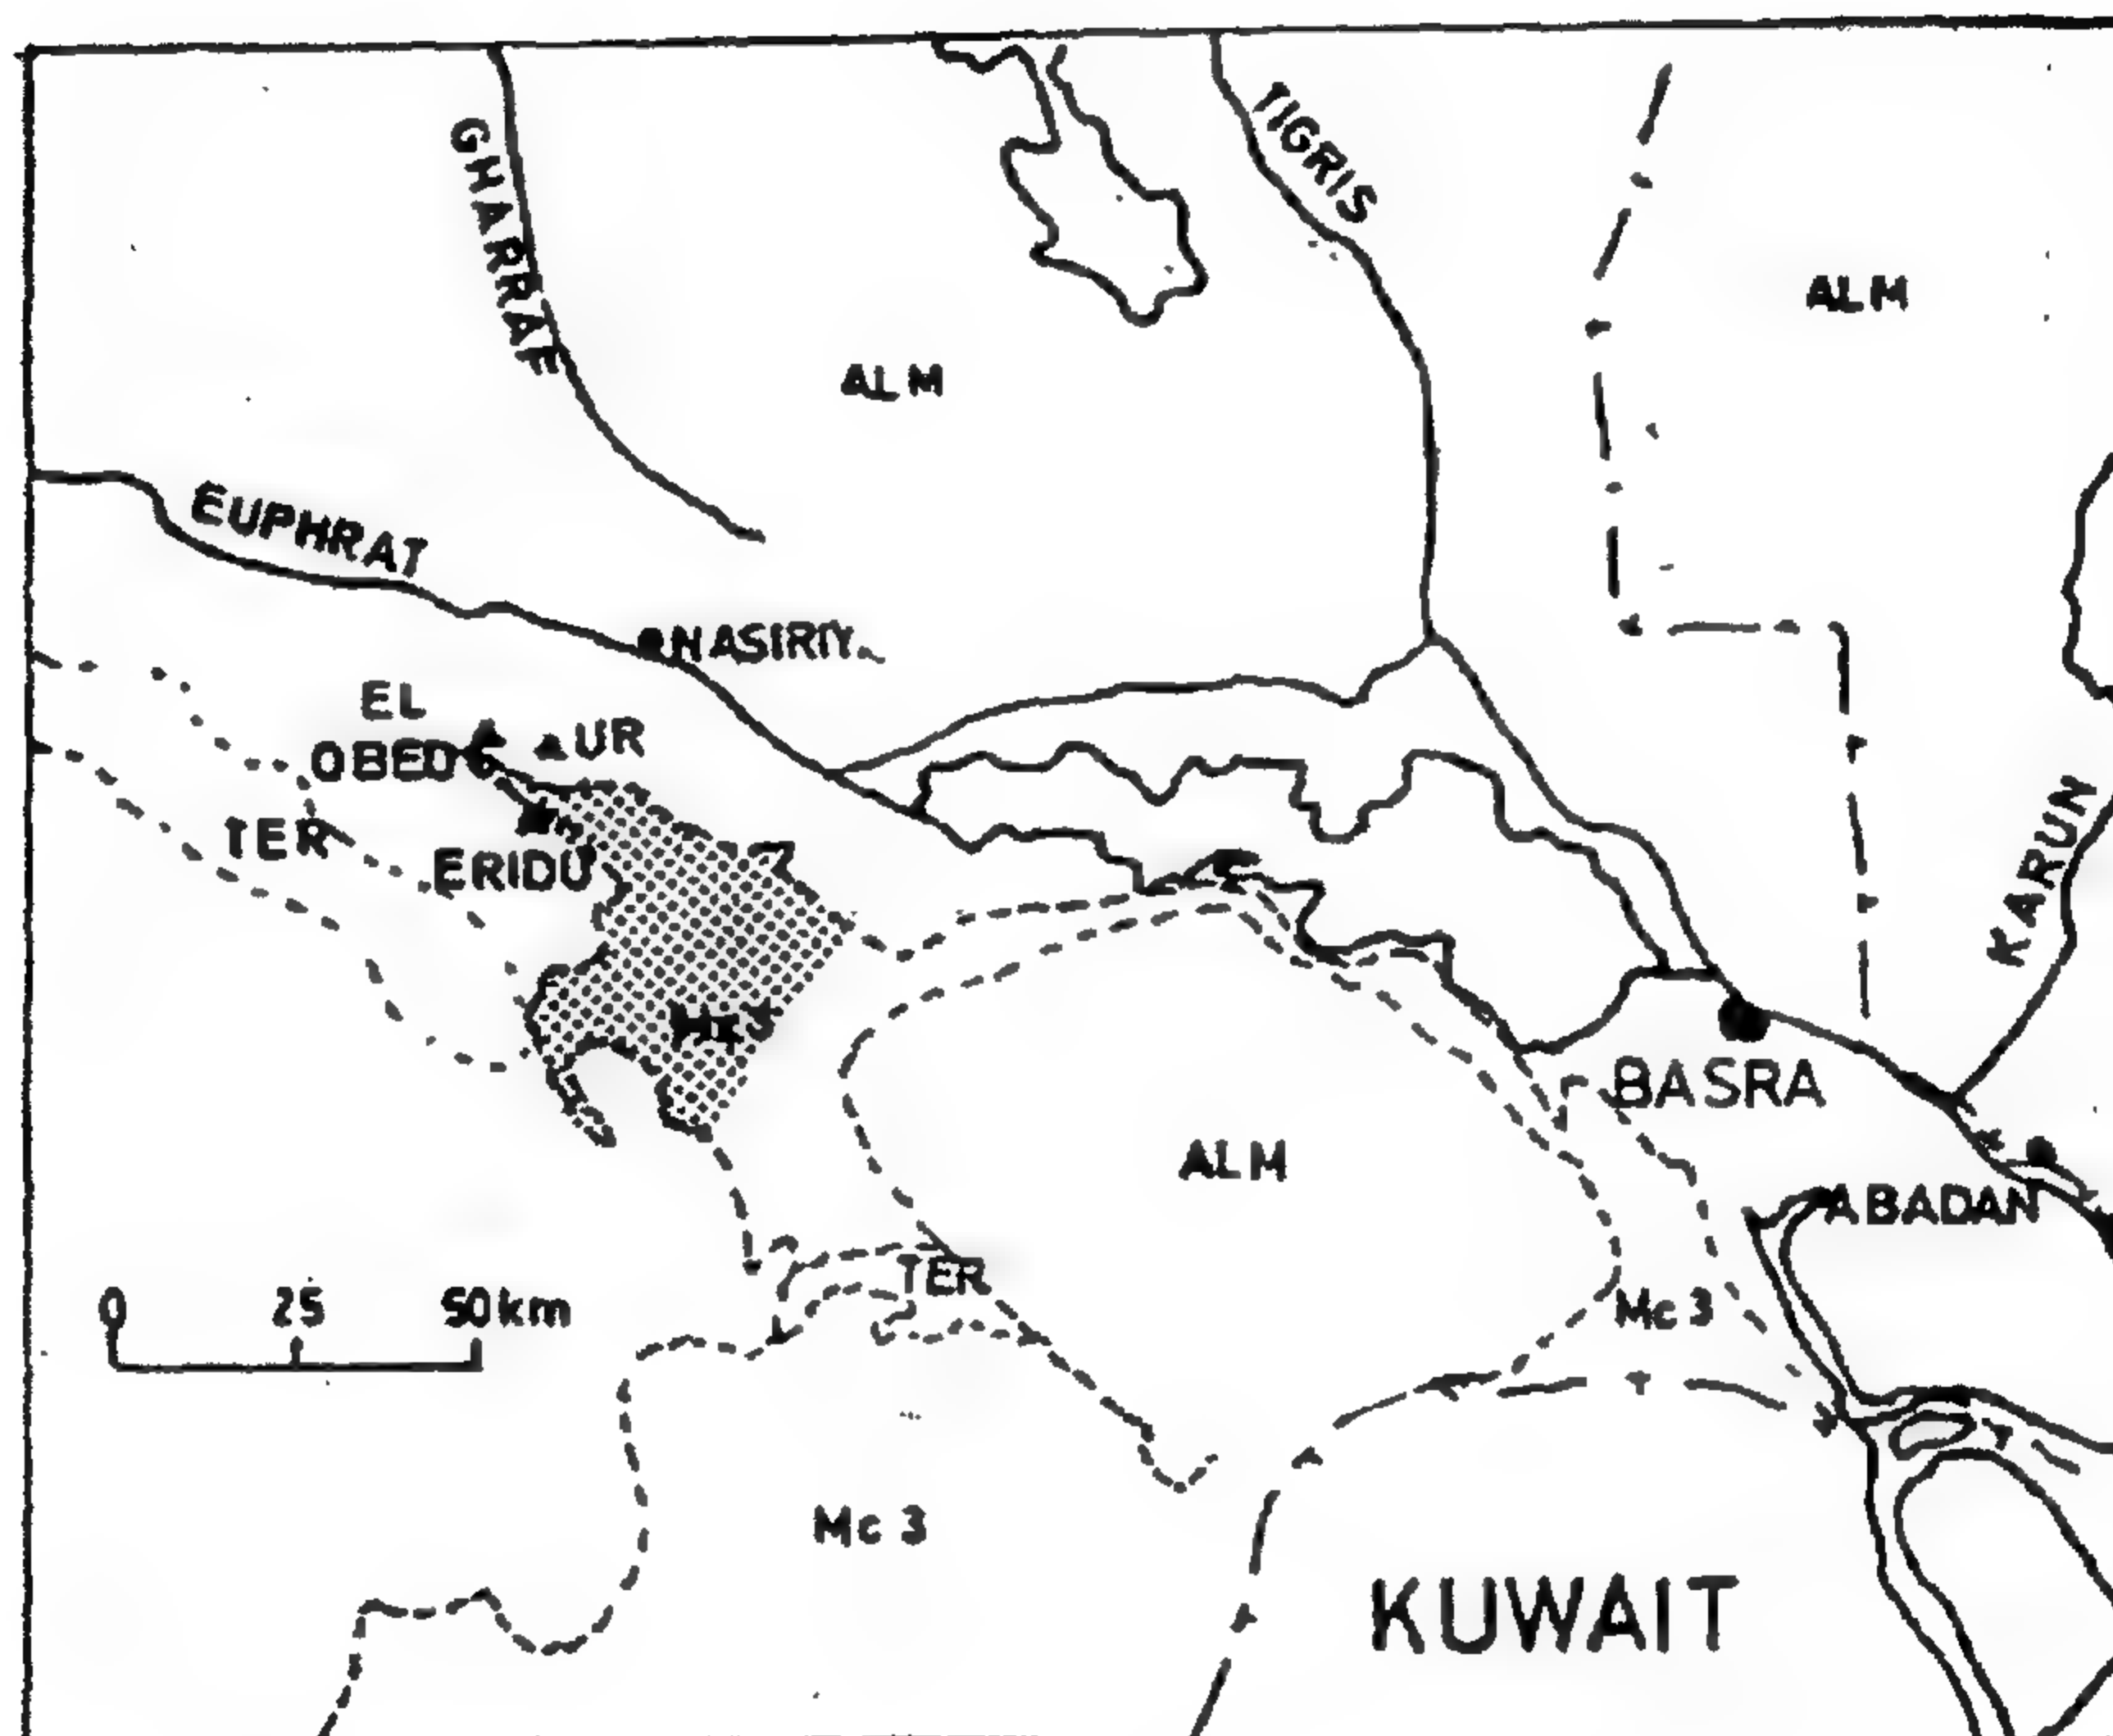 GHARRAF
TIGRIS
ALM
ALM
EUPHRAT
NASIRIY
EL
OBED
UR
TER
ERIDU
KARUN
BASRA
ALM
ABADAN
TER
0 25 50km
Mc 3
Mc 3
KUWAIT